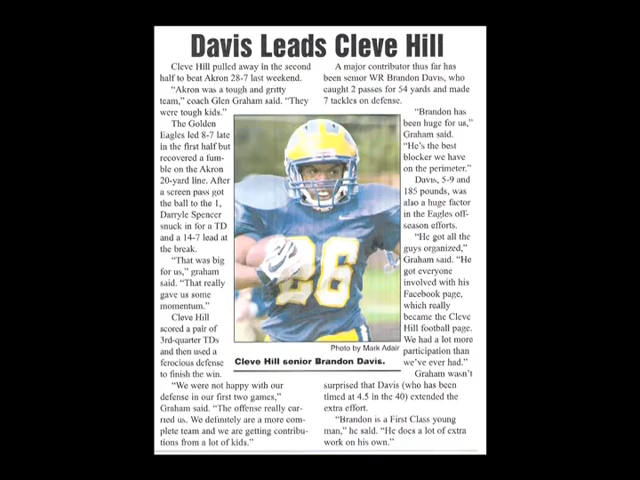 Davis Leads Cleve Hill
Cleve Hill pulled away in the second
half to beat Akron 28-7 last weekend.
"Akron was a tough and gritty
team," coach Glen Graham said. "They
were tough kids."
The Golden
Eagles led 8-7 late
in the first half but
recovered a fum-
ble on the Akron
20-yard line. After
a screen pass got
the ball to the 1,
Darryle Spencer
snuck in for a TD
and a 14-7 lead at
the break.
"That was big
for us," graham
said. "That really
gave us some
momentum."
Cleve Hill
scored a pair of
3rd-quarter TDs
and then used a
ferocious defense
to finish the win.
"We were not happy with our
defense in our first two games,"
Graham said. "The offense really car-
ried us. We definitely are a more com-
plete team and we are getting contribu-
tions from a lot of kids."
A major contributor thus far has
been senior WR Brandon Davis, who
caught 2 passes for 54 yards and made
7 tackles on defense.
"Brandon has
been huge for us,"
Graham said.
"He's the best
blocker we have
on the perimeter."
Davis, 5-9 and
185 pounds, was
also a huge factor
in the Eagles off-
season efforts.
"He got all the
guys organized,"
Graham said. "He
got everyone
involved with his
Facebook page,
which really
became the Cleve
Hill football page.
We had a lot more
participation than
we've ever had."
Graham wasn't
surprised that Davis (who has been
timed at 4.5 in the 40) extended the
extra effort.
"Brandon is a First Class young
man," he said. "He does a lot of extra
work on his own."
26
Photo by Mark Adair
Cleve Hill senior Brandon Davis.